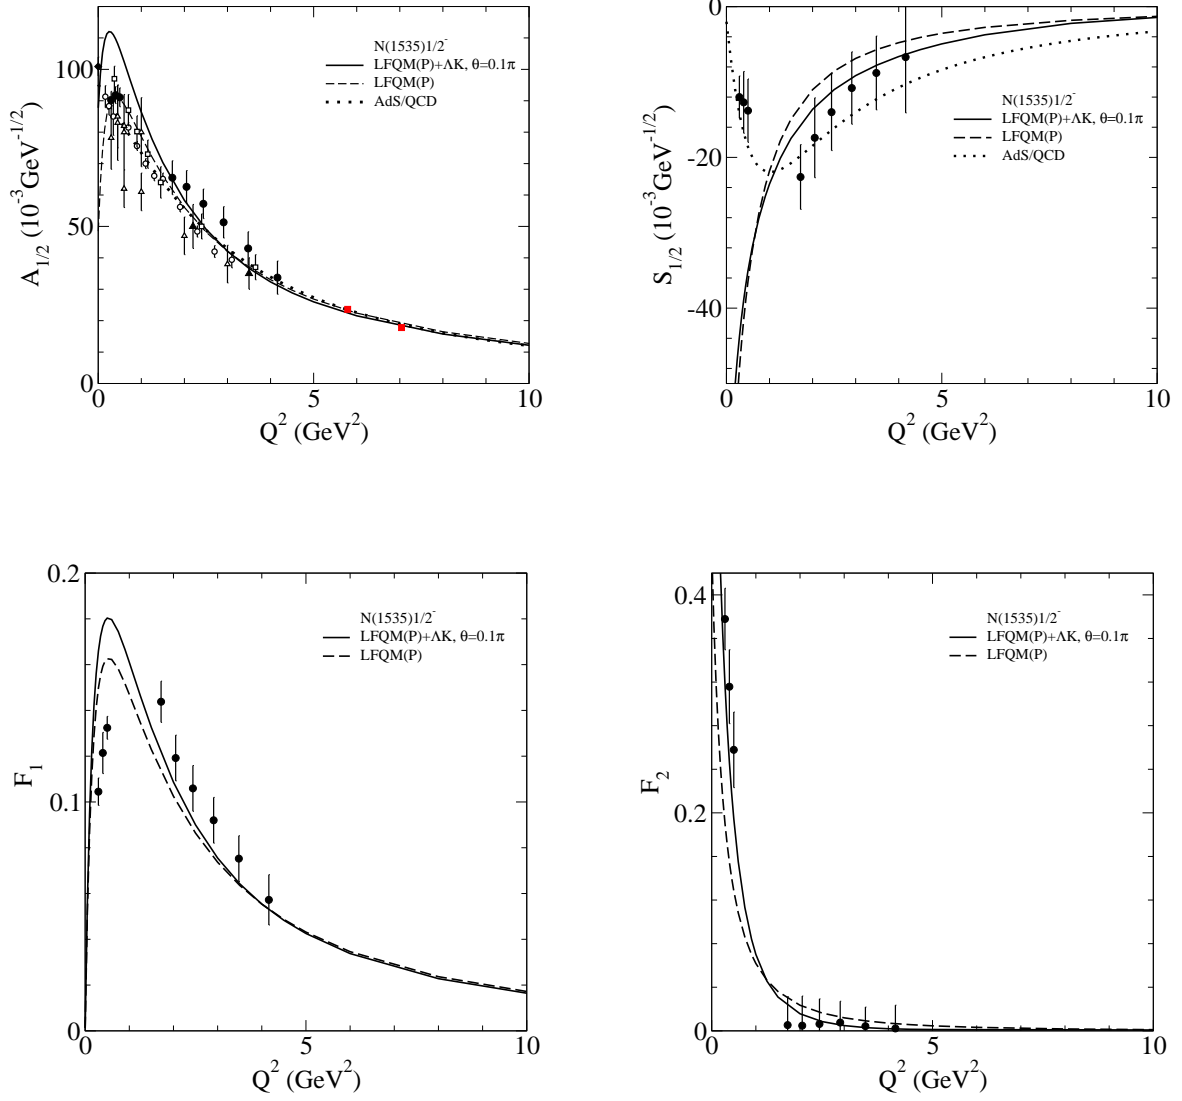 100
50
0
0
5
10
A1/2 (10^-3 GeV^-1/2)
Q^2 (GeV^2)
N(1535)1/2^-
LFQM(P)+ΛK, θ=0.1π
LFQM(P)
AdS/QCD
0
-20
-40
0
5
10
S1/2 (10^-3 GeV^-1/2)
Q^2 (GeV^2)
N(1535)1/2^-
LFQM(P)+ΛK, θ=0.1π
LFQM(P)
AdS/QCD
0.2
0.1
0
0
5
10
F1
Q^2 (GeV^2)
N(1535)1/2^-
LFQM(P)+ΛK, θ=0.1π
LFQM(P)
0.4
0.2
0
0
5
10
F2
Q^2 (GeV^2)
N(1535)1/2^-
LFQM(P)+ΛK, θ=0.1π
LFQM(P)